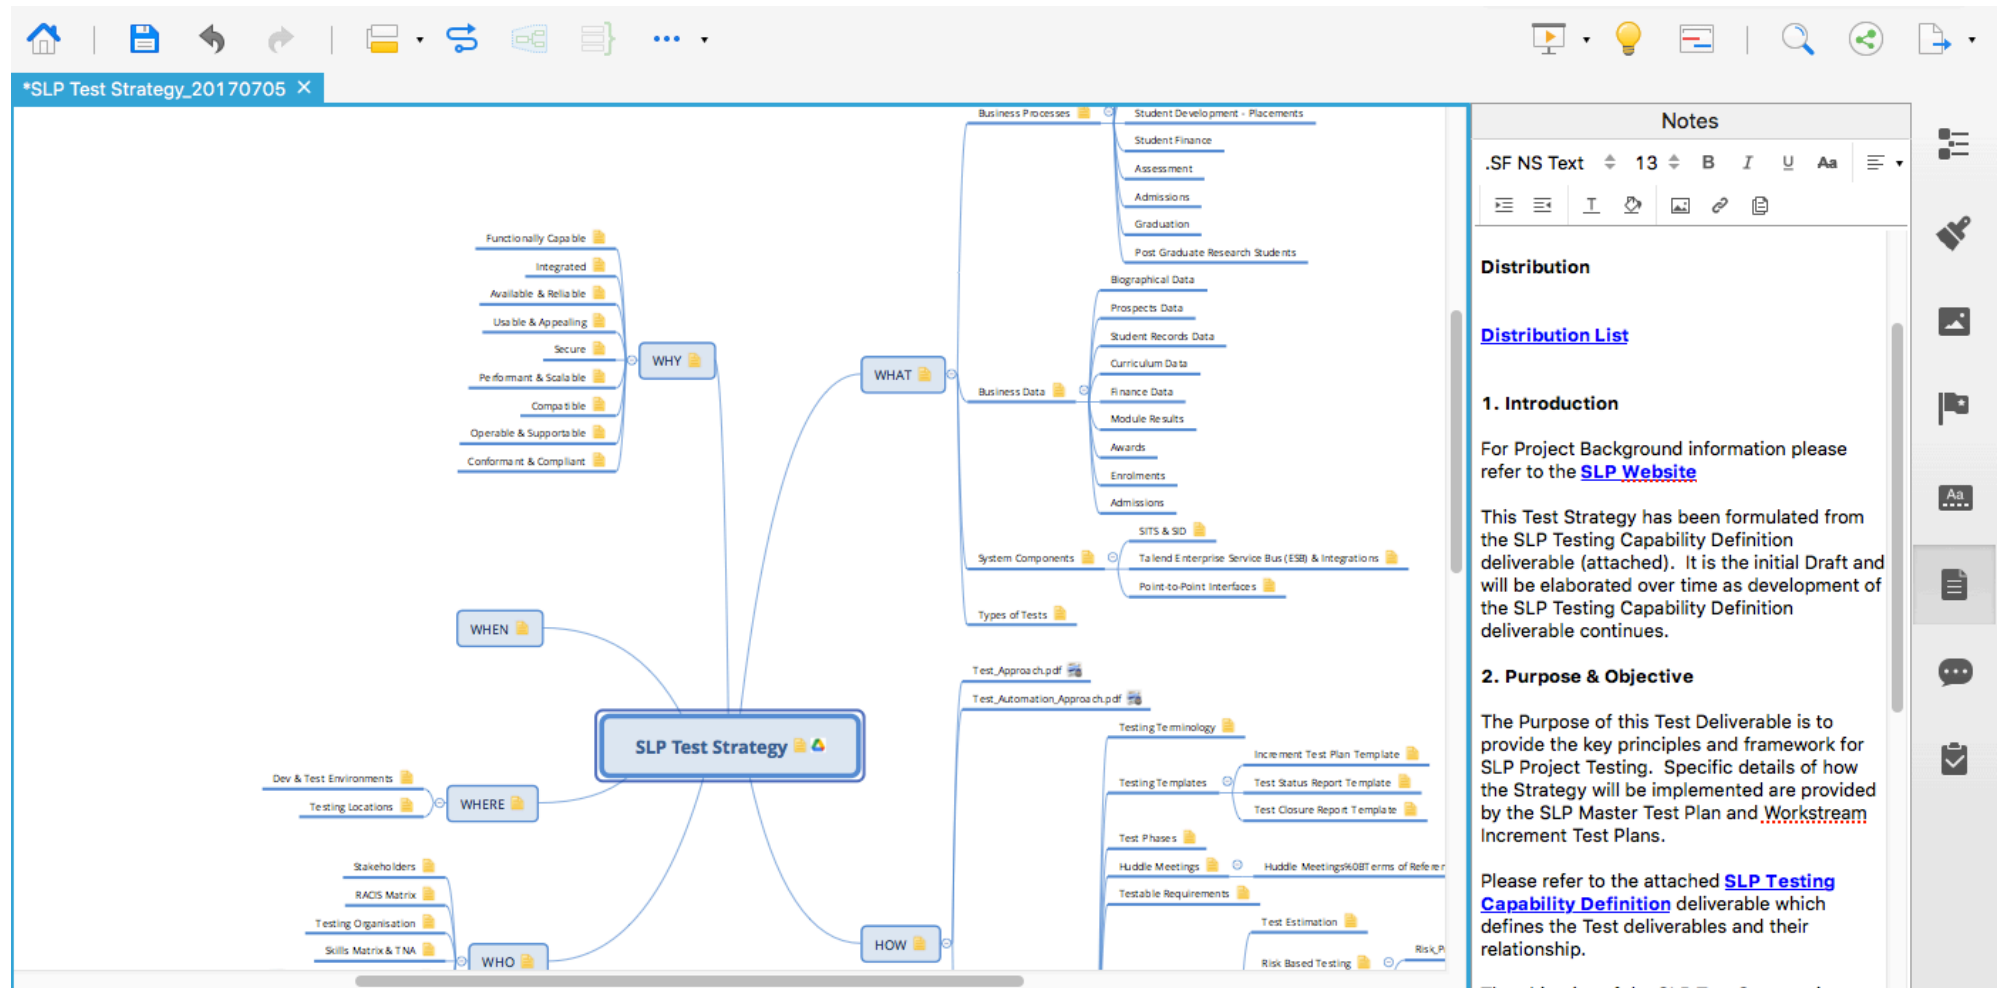 *SLP Test Strategy_20170705 ×
Business Processes
Student Development - Placements
Student Finance
Assessment
Admissions
Graduation
Post Graduate Research Students
Functionally Capable
Integrated
Available & Reliable
Usable & Appealing
Secure
Performant & Scalable
Compatible
Operable & Supportable
Conformant & Compliant
WHY
WHAT
Business Data
Biographical Data
Prospects Data
Student Records Data
Curriculum Data
Finance Data
Module Results
Awards
Enrolments
Admissions
System Components
SITS & SID
Talend Enterprise Service Bus (ESB) & Integrations
Point-to-Point Interfaces
Types of Tests
WHEN
SLP Test Strategy
Dev & Test Environments
Testing Locations
WHERE
Stakeholders
RACIS Matrix
Testing Organisation
Skills Matrix & TNA
WHO
HOW
Test_Approach.pdf
Test_Automation_Approach.pdf
Testing Terminology
Testing Templates
Increment Test Plan Template
Test Status Report Template
Test Closure Report Template
Test Phases
Huddle Meetings
Huddle Meetings%0BTerms of Refere
Testable Requirements
Test Estimation
Risk Based Testing
Notes
.SF NS Text 13 B I U Aa
T
Distribution
Distribution List
1. Introduction
For Project Background information please
refer to the SLP Website
This Test Strategy has been formulated from
the SLP Testing Capability Definition
deliverable (attached). It is the initial Draft and
will be elaborated over time as development of
the SLP Testing Capability Definition
deliverable continues.
2. Purpose & Objective
The Purpose of this Test Deliverable is to
provide the key principles and framework for
SLP Project Testing. Specific details of how
the Strategy will be implemented are provided
by the SLP Master Test Plan and Workstream
Increment Test Plans.
Please refer to the attached SLP Testing
Capability Definition deliverable which
defines the Test deliverables and their
relationship.
Aa